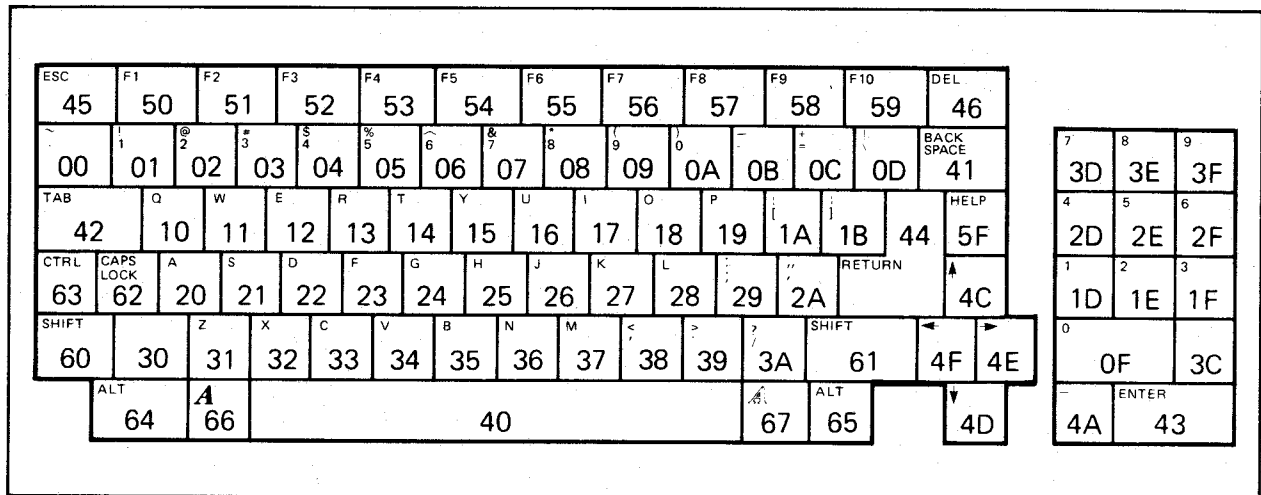 ESC F1 F2 F3 F4 F5 F6 F7 F8 F9 F10 DEL
45 50 51 52 53 54 55 56 57 58 59 46
~ ! @ # $ % ^ & * ( ) — + | BACK
1 2 3 4 5 6 7 8 9 0 = \ SPACE
00 01 02 03 04 05 06 07 08 09 0A 0B 0C 0D 41
7 8 9
3D 3E 3F
TAB Q W E R T Y U I O P [ ] HELP
42 10 11 12 13 14 15 16 17 18 19 1A 1B 44 5F
4 5 6
2D 2E 2F
CTRL CAPS LOCK A S D F G H J K L : ; " ' RETURN
63 62 20 21 22 23 24 25 26 27 28 29 2A 4C
1 2 3
1D 1E 1F
SHIFT Z X C V B N M < , > . ? / SHIFT ← →
60 30 31 32 33 34 35 36 37 38 39 3A 61 4F 4E
0
0F 3C
ALT A A ALT
64 66 40 67 65 4D
— ENTER
4A 43